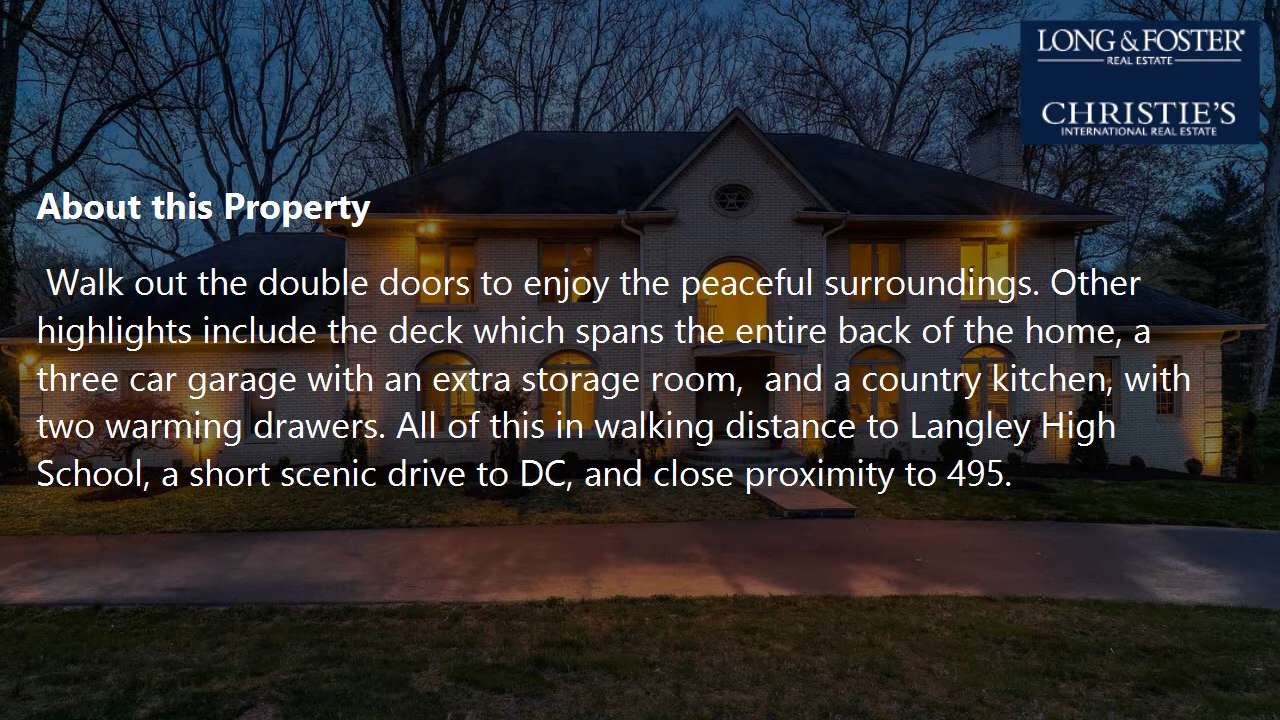 LONG & FOSTER®
REAL ESTATE
CHRISTIE'S
INTERNATIONAL REAL ESTATE
About this Property
Walk out the double doors to enjoy the peaceful surroundings. Other
highlights include the deck which spans the entire back of the home, a
three car garage with an extra storage room,  and a country kitchen, with
two warming drawers. All of this in walking distance to Langley High
School, a short scenic drive to DC, and close proximity to 495.